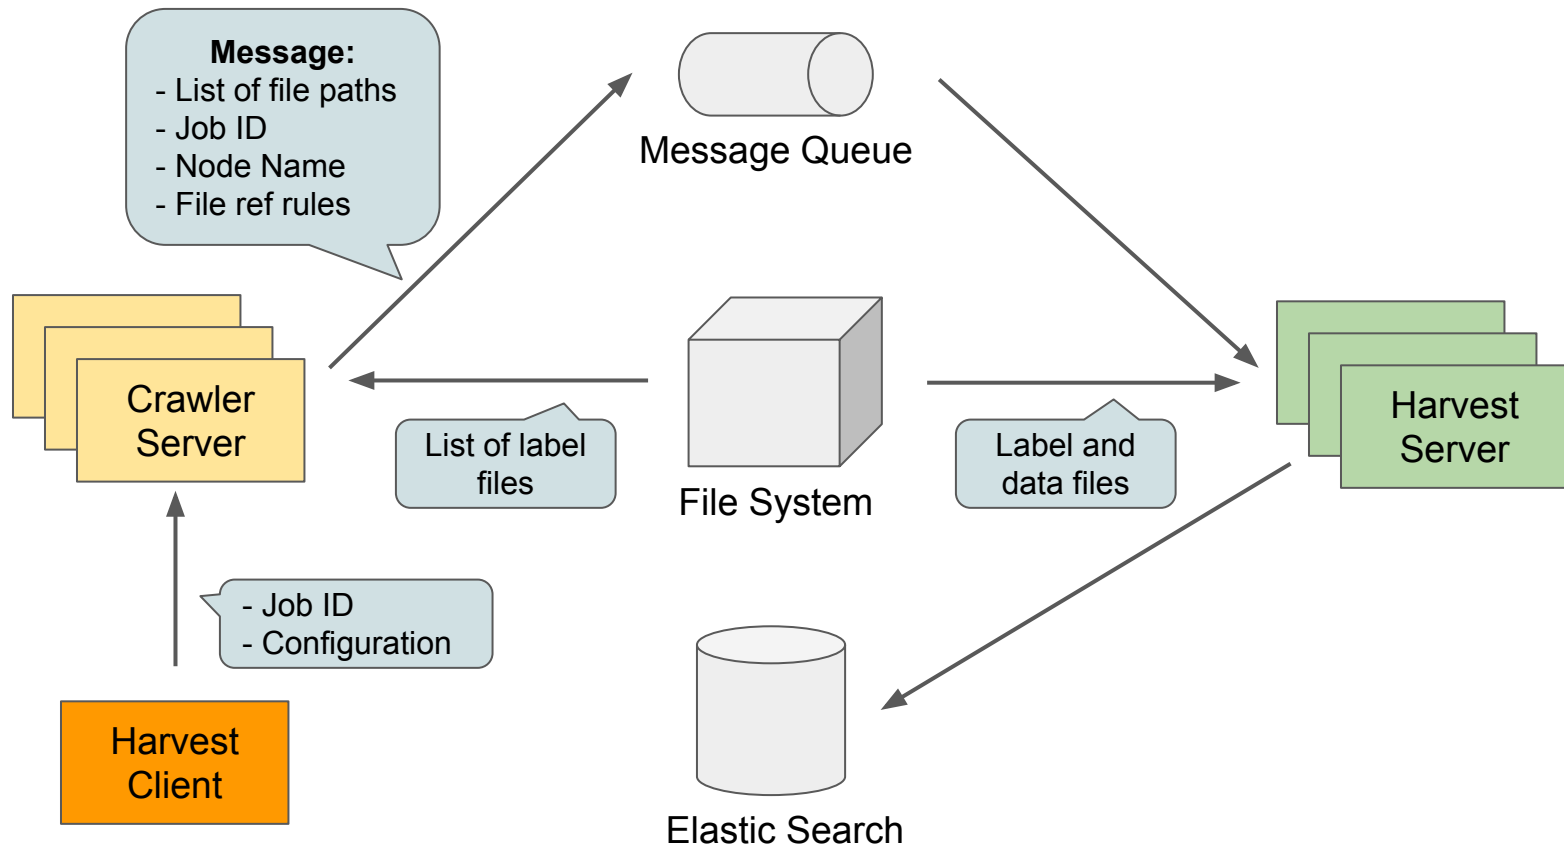 Message:
- List of file paths
- Job ID
- Node Name
- File ref rules
Message Queue
Crawler
Server
List of label
files
File System
Label and
data files
Harvest
Server
- Job ID
- Configuration
Harvest
Client
Elastic Search